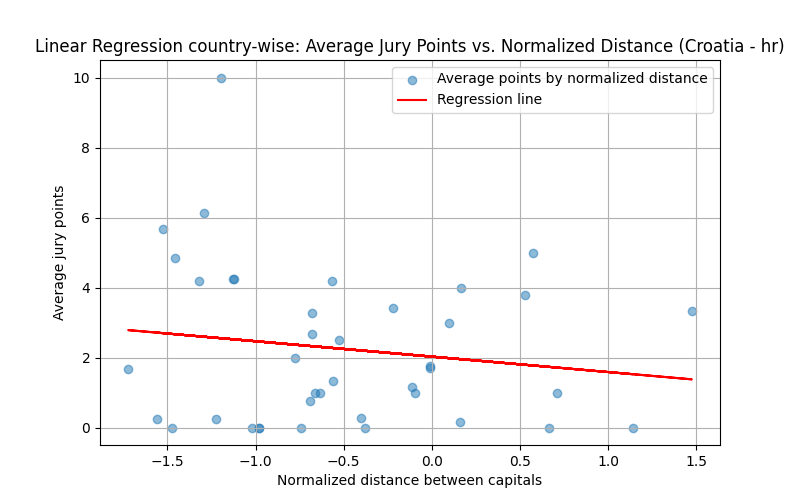 Linear Regression country-wise: Average Jury Points vs. Normalized Distance (Croatia - hr)
Average points by normalized distance
Regression line
10
8
6
4
2
0
Average jury points
−1.5 −1.0 −0.5 0.0 0.5 1.0 1.5
Normalized distance between capitals